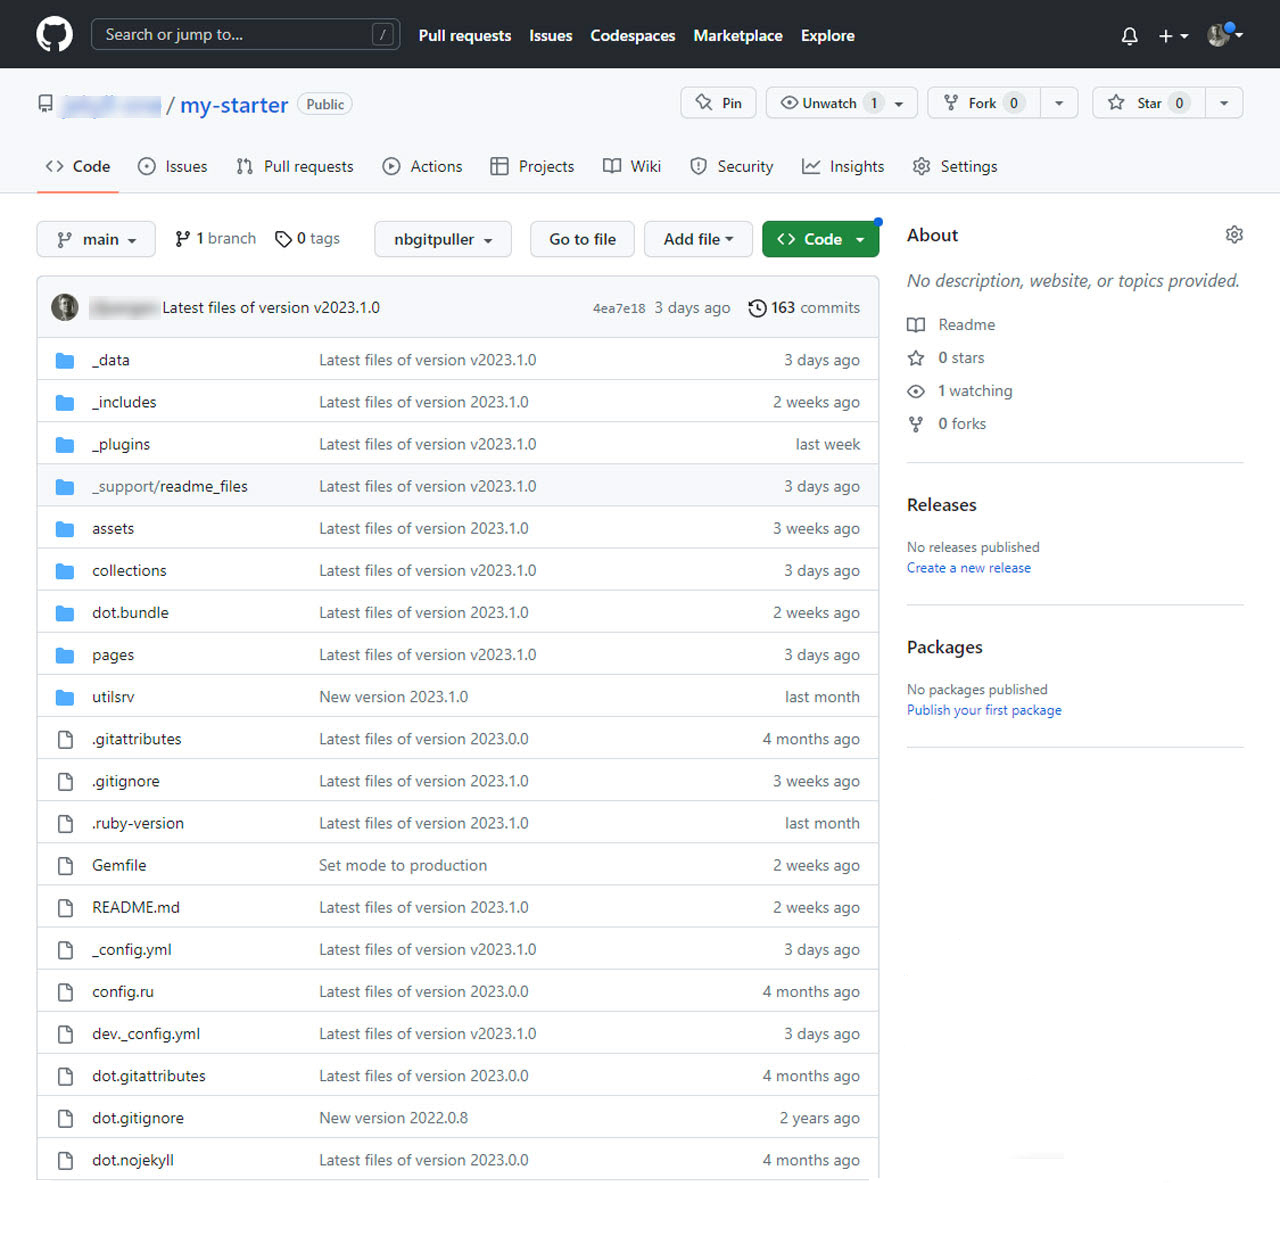 Search or jump to... / Pull requests Issues Codespaces Marketplace Explore
/ my-starter Public Pin Unwatch 1 Fork 0 Star 0
Code Issues Pull requests Actions Projects Wiki Security Insights Settings
main 1 branch 0 tags nbgitpuller Go to file Add file Code
Latest files of version v2023.1.0 4ea7e18 3 days ago 163 commits
_data Latest files of version v2023.1.0 3 days ago
_includes Latest files of version 2023.1.0 2 weeks ago
_plugins Latest files of version v2023.1.0 last week
_support/readme_files Latest files of version v2023.1.0 3 days ago
assets Latest files of version 2023.1.0 3 weeks ago
collections Latest files of version v2023.1.0 3 days ago
dot.bundle Latest files of version 2023.1.0 2 weeks ago
pages Latest files of version v2023.1.0 3 days ago
utilsrv New version 2023.1.0 last month
.gitattributes Latest files of version 2023.0.0 4 months ago
.gitignore Latest files of version 2023.1.0 3 weeks ago
.ruby-version Latest files of version 2023.1.0 last month
Gemfile Set mode to production 2 weeks ago
README.md Latest files of version 2023.1.0 2 weeks ago
_config.yml Latest files of version v2023.1.0 3 days ago
config.ru Latest files of version 2023.0.0 4 months ago
dev._config.yml Latest files of version v2023.1.0 3 days ago
dot.gitattributes Latest files of version 2023.0.0 4 months ago
dot.gitignore New version 2022.0.8 2 years ago
dot.nojekyll Latest files of version 2023.0.0 4 months ago
About
No description, website, or topics provided.
Readme
0 stars
1 watching
0 forks
Releases
No releases published
Create a new release
Packages
No packages published
Publish your first package